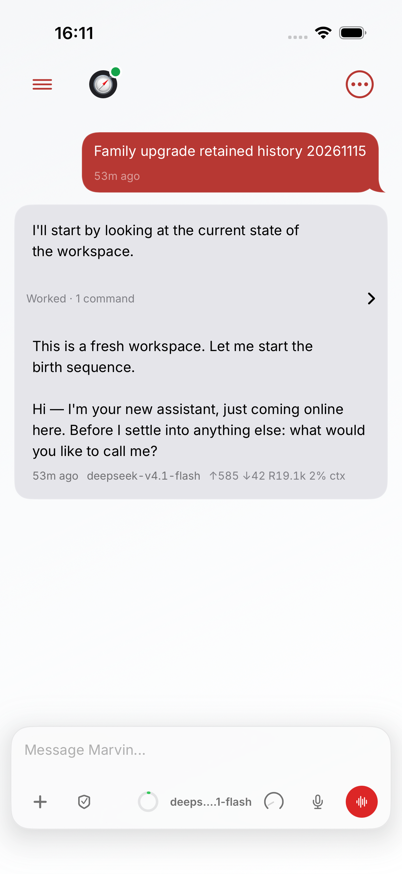 16:11
Family upgrade retained history 20261115
53m ago
I'll start by looking at the current state of
the workspace.
Worked · 1 command
This is a fresh workspace. Let me start the
birth sequence.
Hi — I'm your new assistant, just coming online
here. Before I settle into anything else: what would
you like to call me?
53m ago deepseek-v4.1-flash ↑585 ↓42 R19.1k 2% ctx
Message Marvin...
deeps....1-flash